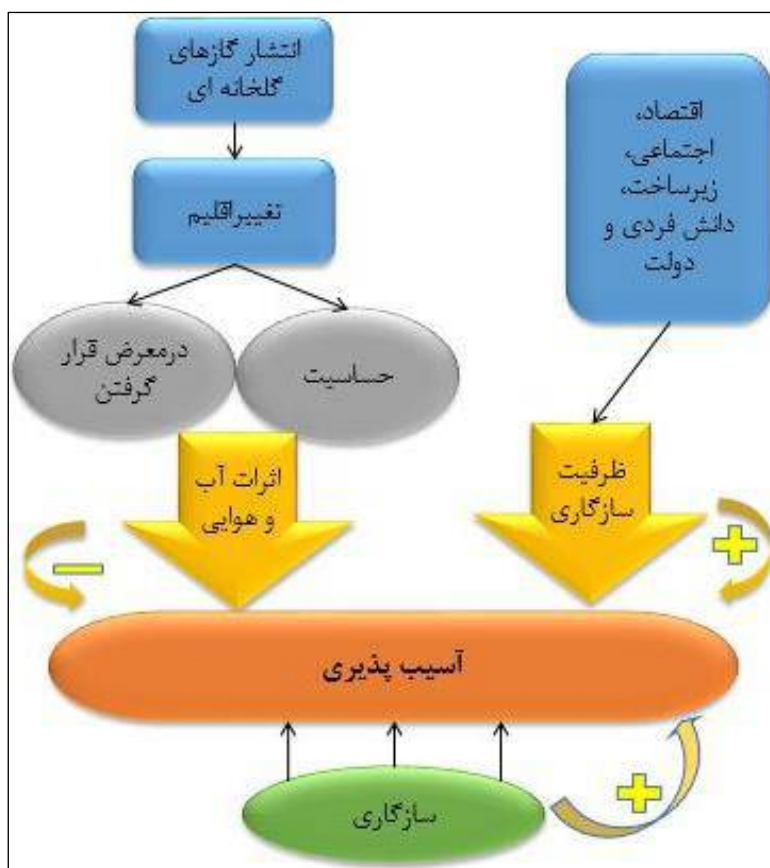 انتشار گازهای
گلخانه ای
اقتصاد،
اجتماعی،
زیرساخت،
دانش فردی و
دولت
تغییراقلیم
درمعرض قرار
گرفتن
حساسیت
اثرات آب
و هوایی
ظرفیت
سازگاری
−
+
آسیب پذیری
سازگاری
+